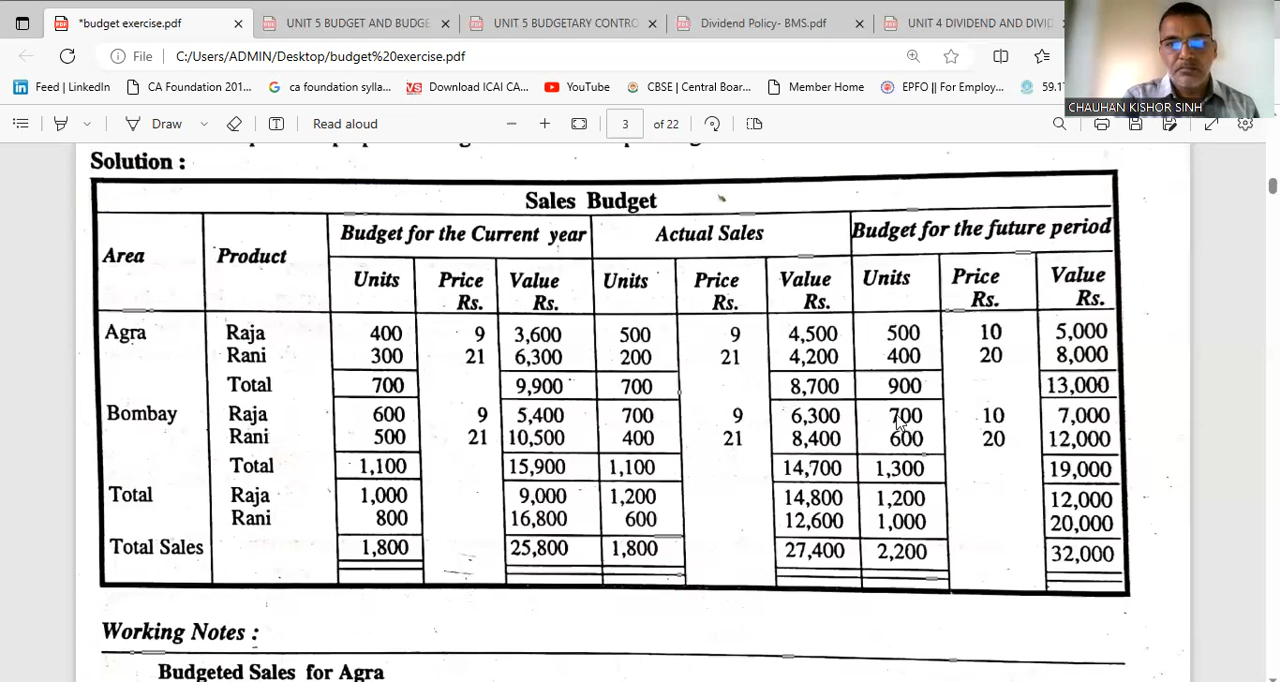 *budget exercise.pdf
UNIT 5 BUDGET AND BUDGE
UNIT 5 BUDGETARY CONTRO
Dividend Policy- BMS.pdf
UNIT 4 DIVIDEND AND DIVID
File C:/Users/ADMIN/Desktop/budget%20exercise.pdf
Feed | LinkedIn CA Foundation 201... ca foundation sylla... Download ICAI CA... YouTube CBSE | Central Boar... Member Home EPFO || For Employ... 59.1
CHAUHAN KISHOR SINH
Draw Read aloud 3 of 22
Solution :
Sales Budget
Area Product Budget for the Current year Actual Sales Budget for the future period
Units Price Rs. Value Rs. Units Price Rs. Value Rs. Units Price Rs. Value Rs.
Agra Raja 400 9 3,600 500 9 4,500 500 10 5,000
Rani 300 21 6,300 200 21 4,200 400 20 8,000
Total 700 9,900 700 8,700 900 13,000
Bombay Raja 600 9 5,400 700 9 6,300 700 10 7,000
Rani 500 21 10,500 400 21 8,400 600 20 12,000
Total 1,100 15,900 1,100 14,700 1,300 19,000
Total Raja 1,000 9,000 1,200 14,800 1,200 12,000
Rani 800 16,800 600 12,600 1,000 20,000
Total Sales 1,800 25,800 1,800 27,400 2,200 32,000
Working Notes :
Budgeted Sales for Agra